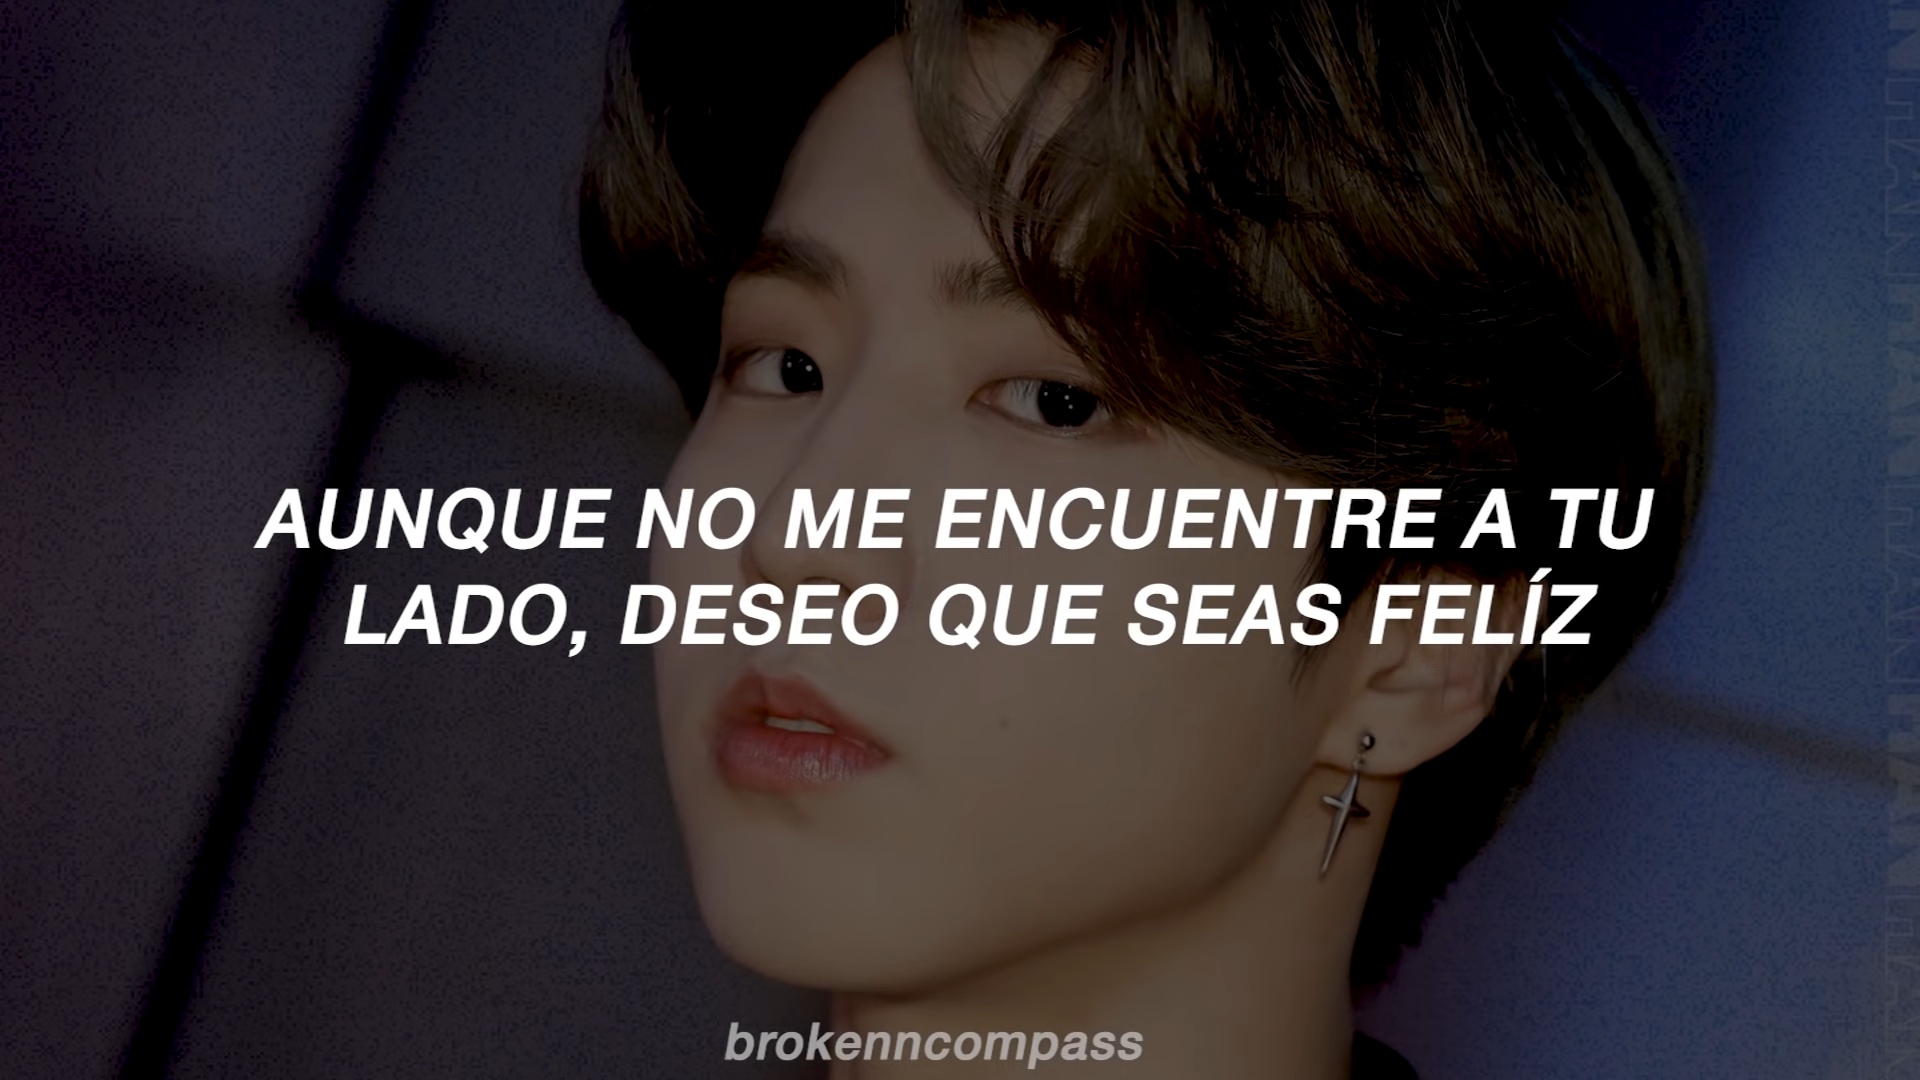 AUNQUE NO ME ENCUENTRE A TU
LADO, DESEO QUE SEAS FELÍZ
brokenncompass